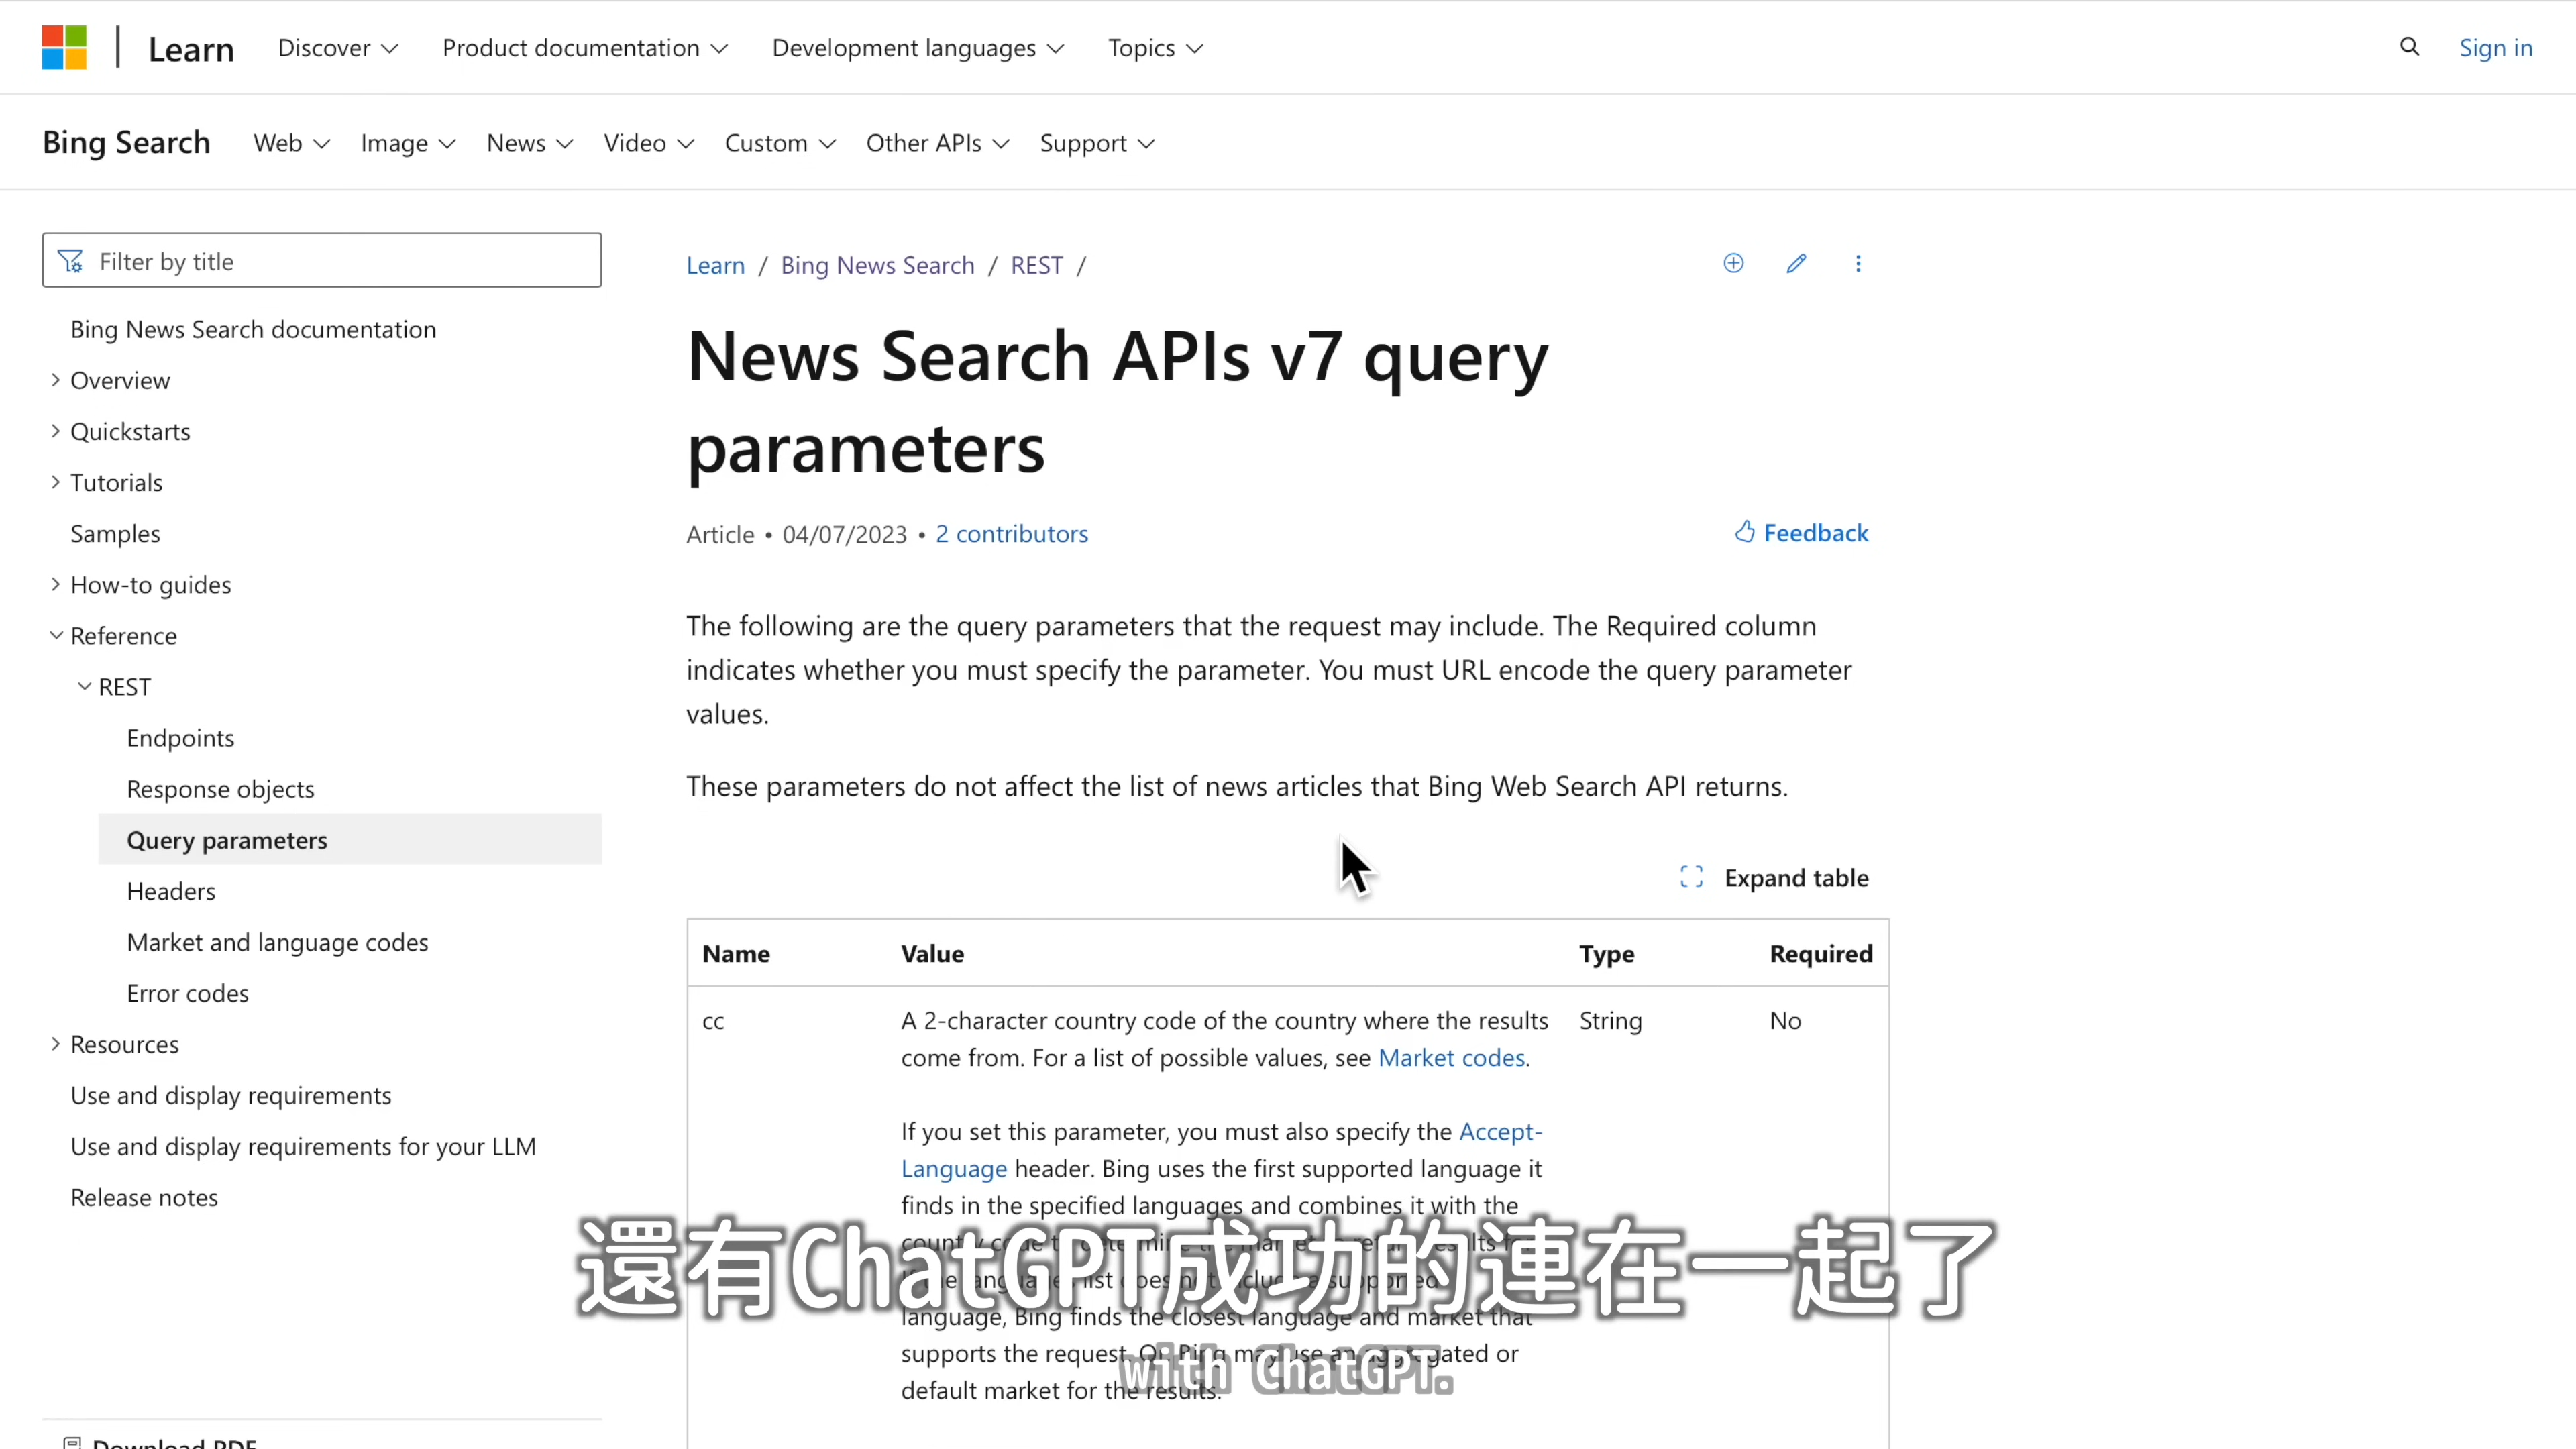 Learn Discover Product documentation Development languages Topics Sign in
Bing Search Web Image News Video Custom Other APIs Support
Filter by title
Bing News Search documentation
Overview
Quickstarts
Tutorials
Samples
How-to guides
Reference
REST
Endpoints
Response objects
Query parameters
Headers
Market and language codes
Error codes
Resources
Use and display requirements
Use and display requirements for your LLM
Release notes
Download PDF
Learn / Bing News Search / REST /
News Search APIs v7 query
parameters
Article • 04/07/2023 • 2 contributors
Feedback
The following are the query parameters that the request may include. The Required column
indicates whether you must specify the parameter. You must URL encode the query parameter
values.
These parameters do not affect the list of news articles that Bing Web Search API returns.
Expand table
Name Value Type Required
cc A 2-character country code of the country where the results String No
come from. For a list of possible values, see Market codes.
If you set this parameter, you must also specify the Accept-
Language header. Bing uses the first supported language it
finds in the specified languages and combines it with the
language, Bing finds the closest language and market that
supports the request. Or, Bing may use an aggregated or
default market for the results.
還有ChatGPT成功的連在一起了
with ChatGPT.